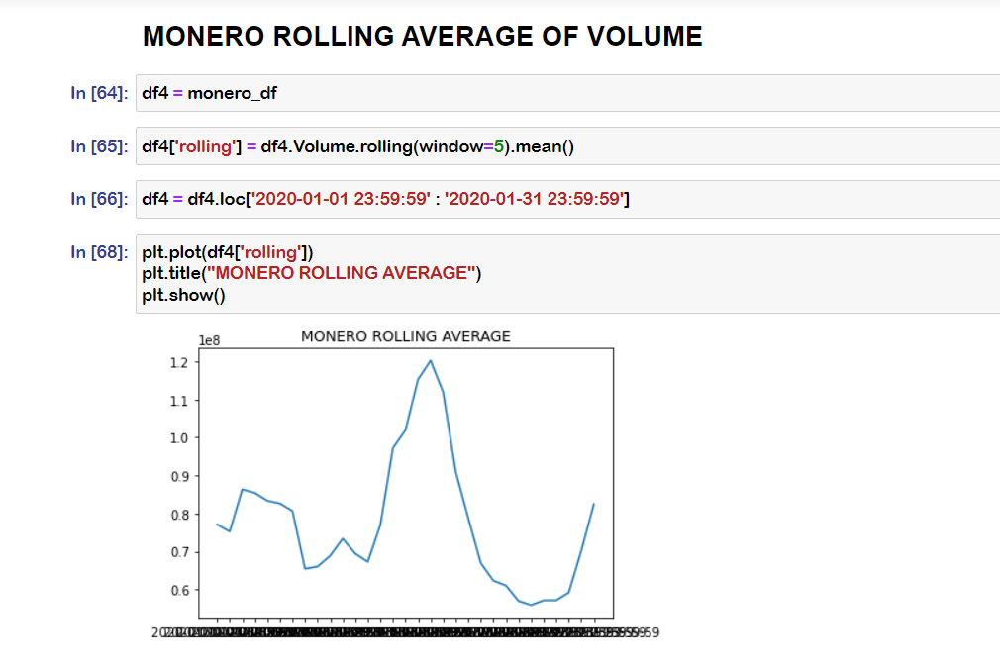 MONERO ROLLING AVERAGE OF VOLUME
In [64]: df4 = monero_df
In [65]: df4['rolling'] = df4.Volume.rolling(window=5).mean()
In [66]: df4 = df4.loc['2020-01-01 23:59:59' : '2020-01-31 23:59:59']
In [68]: plt.plot(df4['rolling'])
plt.title("MONERO ROLLING AVERAGE")
plt.show()
MONERO ROLLING AVERAGE
1e8
1.2
1.1
1.0
0.9
0.8
0.7
0.6